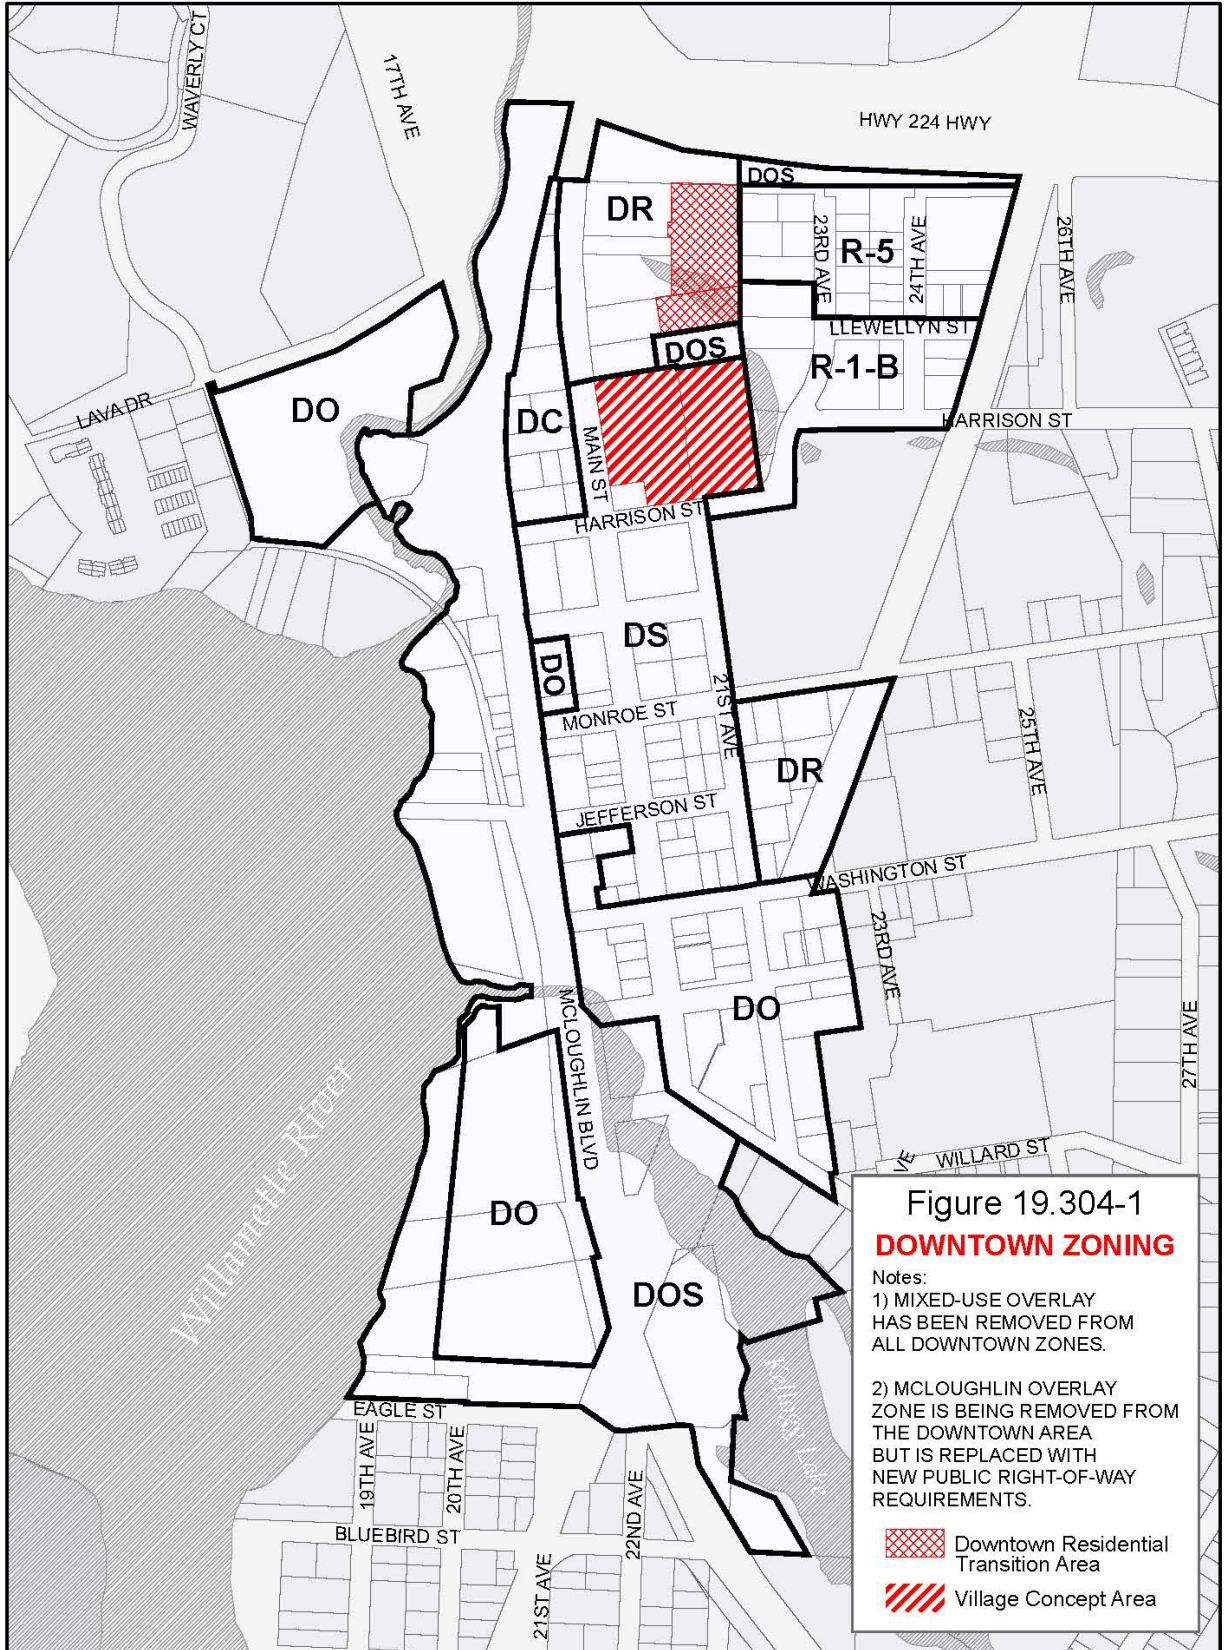 WAVERLY CT
17TH AVE
HWY 224 HWY
DOS
DR
23RD AVE
R-5
24TH AVE
26TH AVE
LLEWELLYN ST
DOS
R-1-B
DO
LAVA DR
DC
MAIN ST
HARRISON ST
HARRISON ST
DS
DO
21ST AVE
MONROE ST
25TH AVE
DR
JEFFERSON ST
WASHINGTON ST
23RD AVE
DO
MCLOUGHLIN BLVD
27TH AVE
Willamette River
VE
WILLARD ST
DO
DOS
Kellogg Lake
EAGLE ST
19TH AVE
20TH AVE
22ND AVE
BLUEBIRD ST
21ST AVE
Figure 19.304-1
DOWNTOWN ZONING
Notes:
1) MIXED-USE OVERLAY
HAS BEEN REMOVED FROM
ALL DOWNTOWN ZONES.
2) MCLOUGHLIN OVERLAY
ZONE IS BEING REMOVED FROM
THE DOWNTOWN AREA
BUT IS REPLACED WITH
NEW PUBLIC RIGHT-OF-WAY
REQUIREMENTS.
Downtown Residential
Transition Area
Village Concept Area